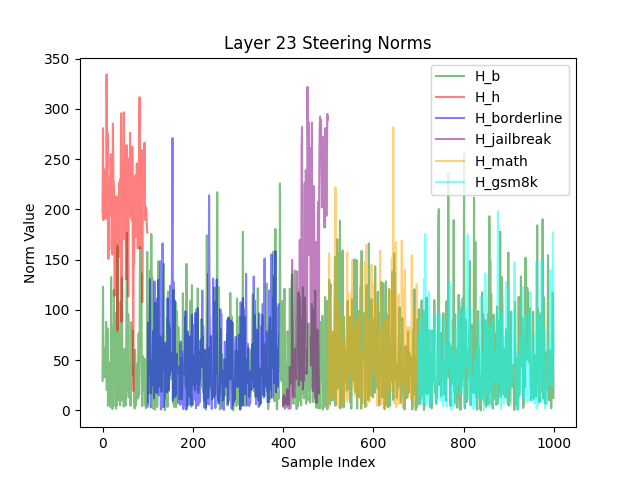 Layer 23 Steering Norms
Norm Value
350
300
250
200
150
100
50
0
0
200
400
600
800
1000
Sample Index
H_b
H_h
H_borderline
H_jailbreak
H_math
H_gsm8k